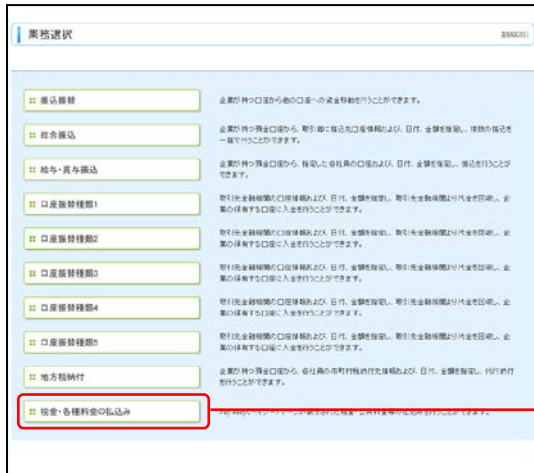 業務選択
BSSK001
振込振替
企業が持つ口座から他の口座への資金移動を行うことができます。
総合振込
企業が持つ預金口座から、取引毎に振込先口座情報および、日付、金額を指定し、複数の振込を
一括で行うことができます。
給与・賞与振込
企業が持つ預金口座から、指定した各社員の口座および、日付、金額を指定し、振込を行うことが
できます。
口座振替種類1
取引先金融機関の口座情報および、日付、金額を指定し、取引先金融機関より代金を回収し、企
業の保有する口座に入金を行うことができます。
口座振替種類2
取引先金融機関の口座情報および、日付、金額を指定し、取引先金融機関より代金を回収し、企
業の保有する口座に入金を行うことができます。
口座振替種類3
取引先金融機関の口座情報および、日付、金額を指定し、取引先金融機関より代金を回収し、企
業の保有する口座に入金を行うことができます。
口座振替種類4
取引先金融機関の口座情報および、日付、金額を指定し、取引先金融機関より代金を回収し、企
業の保有する口座に入金を行うことができます。
口座振替種類5
取引先金融機関の口座情報および、日付、金額を指定し、取引先金融機関より代金を回収し、企
業の保有する口座に入金を行うことができます。
地方税納付
企業が持つ預金口座から、各社員の市町村税納付先情報および、日付、金額を指定し、代行納付
を行うことができます。
税金・各種料金の払込み